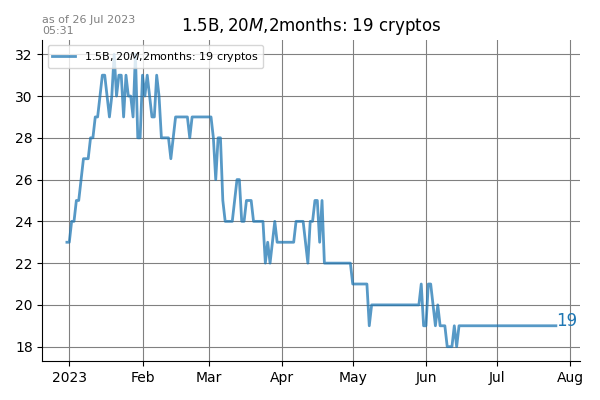 as of 26 Jul 2023
05:31
1.5B, 20M, 2months: 19 cryptos
1.5B, 20M,2months: 19 cryptos
32
30
28
26
24
22
20
18
19
2023 Feb Mar Apr May Jun Jul Aug